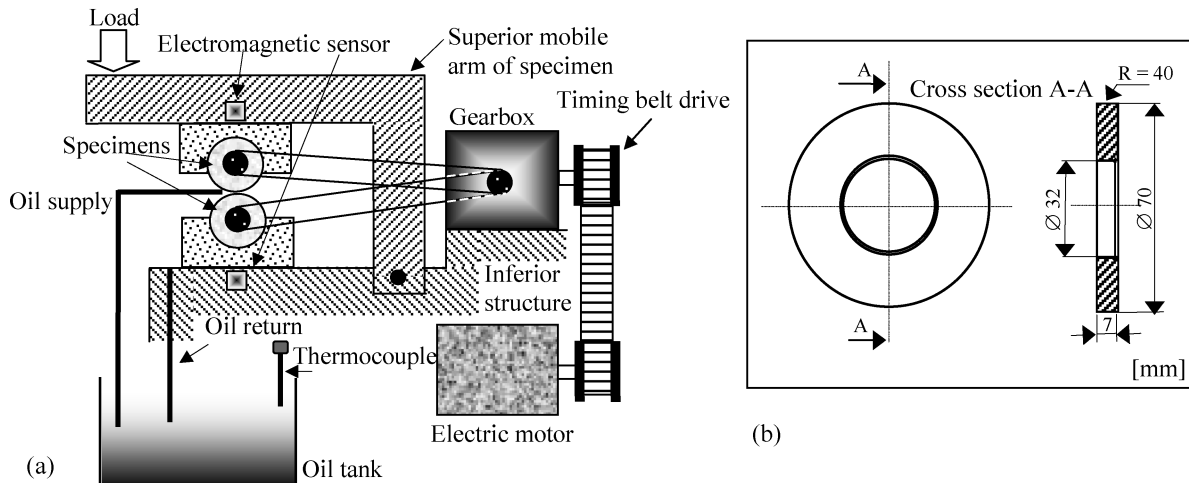 Load
Electromagnetic sensor
Superior mobile
arm of specimen
Timing belt drive
Gearbox
Specimens
Oil supply
Inferior
structure
Oil return
Thermocouple
Electric motor
(a)
Oil tank
A
Cross section A-A
R = 40
Ø 32
Ø 70
A
7
[mm]
(b)